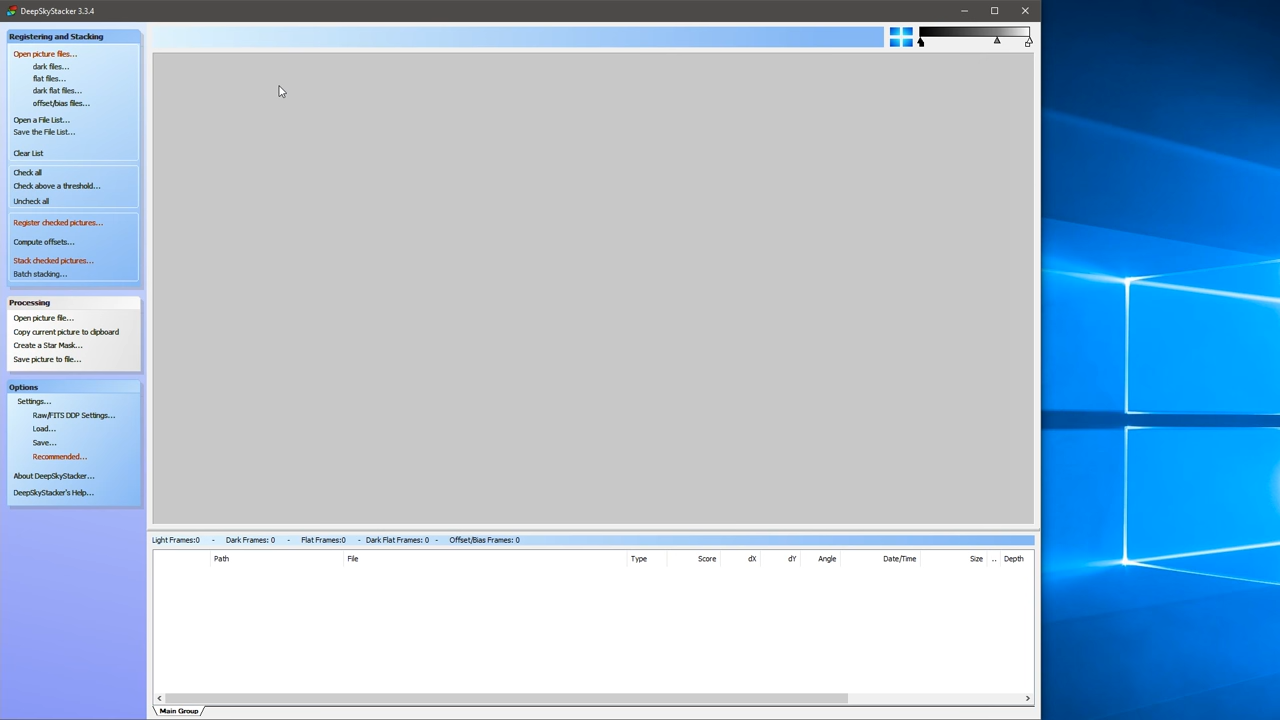 DeepSkyStacker 3.3.4
Registering and Stacking
Open picture files...
dark files...
flat files...
dark flat files...
offset/bias files...
Open a File List...
Save the File List...
Clear List
Check all
Check above a threshold...
Uncheck all
Register checked pictures...
Compute offsets...
Stack checked pictures...
Batch stacking...
Processing
Open picture file...
Copy current picture to clipboard
Create a Star Mask...
Save picture to file...
Options
Settings...
Raw/FITS DDP Settings...
Load...
Save...
Recommended...
About DeepSkyStacker...
DeepSkyStacker's Help...
Light Frames:0 - Dark Frames: 0 - Flat Frames:0 - Dark Flat Frames: 0 - Offset/Bias Frames: 0
Path File Type Score dX dY Angle Date/Time Size .. Depth
Main Group